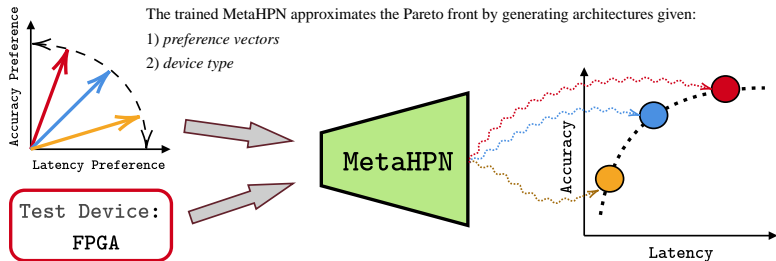 The trained MetaHPN approximates the Pareto front by generating architectures given:
1) preference vectors
2) device type
Accuracy Preference
Latency Preference
Test Device:
FPGA
MetaHPN
Accuracy
Latency